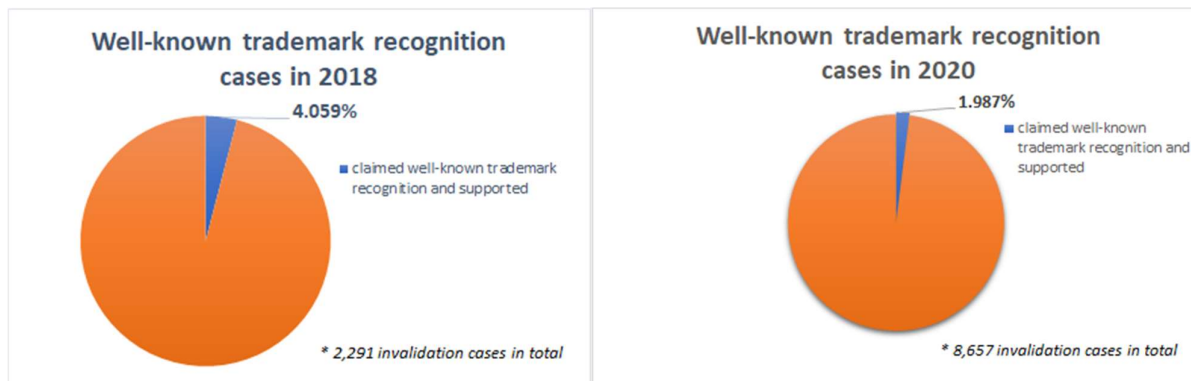 Well-known trademark recognition
cases in 2018
4.059%
claimed well-known trademark
recognition and supported
* 2,291 invalidation cases in total
Well-known trademark recognition
cases in 2020
1.987%
claimed well-known
trademark recognition and
supported
* 8,657 invalidation cases in total